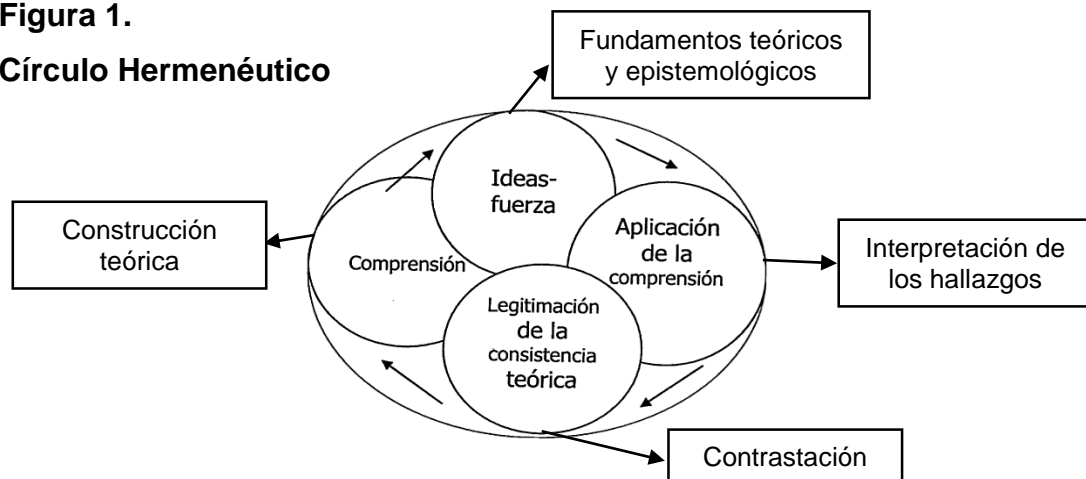 Figura 1.
Círculo Hermenéutico
Fundamentos teóricos
y epistemológicos
Ideas-
fuerza
Construcción
teórica
Comprensión
Aplicación
de la
comprensión
Interpretación de
los hallazgos
Legitimación
de la
consistencia
teórica
Contrastación